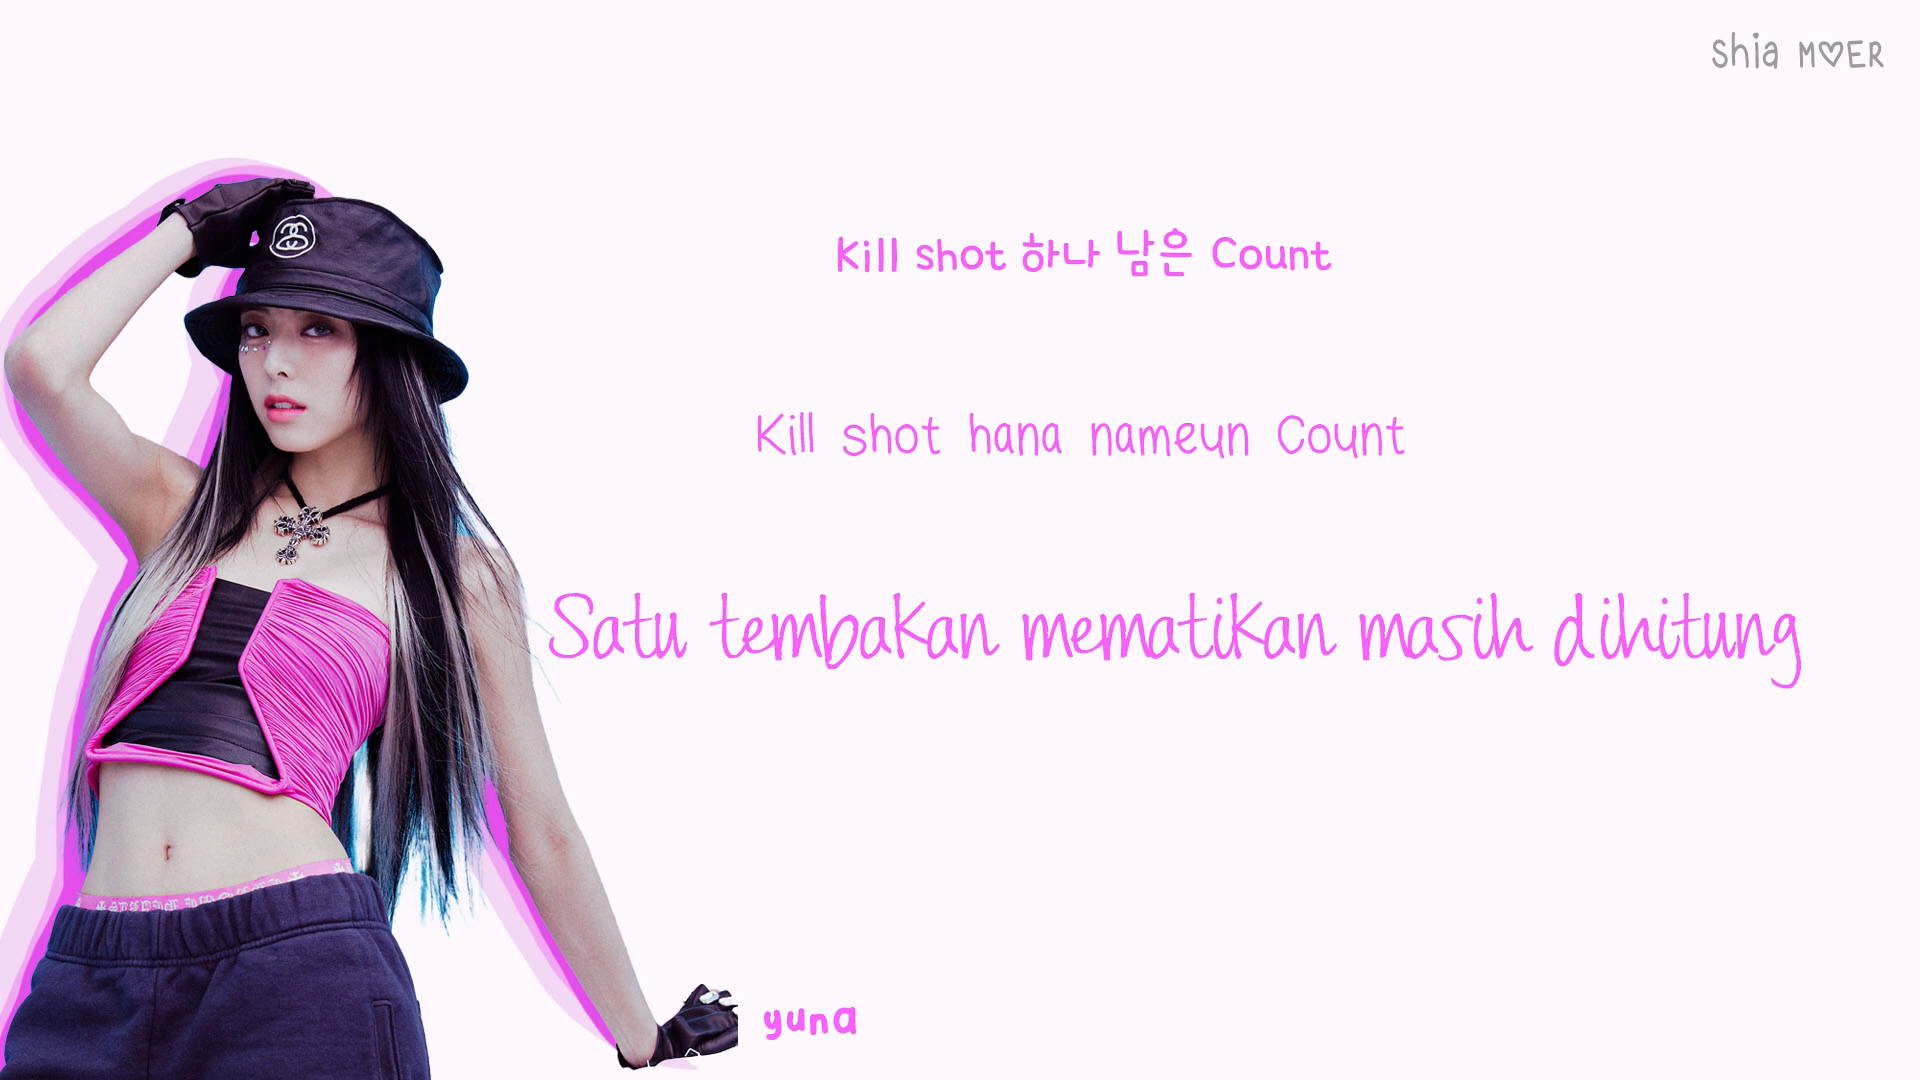 Shia M♡ER
Kill shot 하나 남은 Count
Kill shot hana nameun Count
Satu tembakan mematikan masih dihitung
yuna